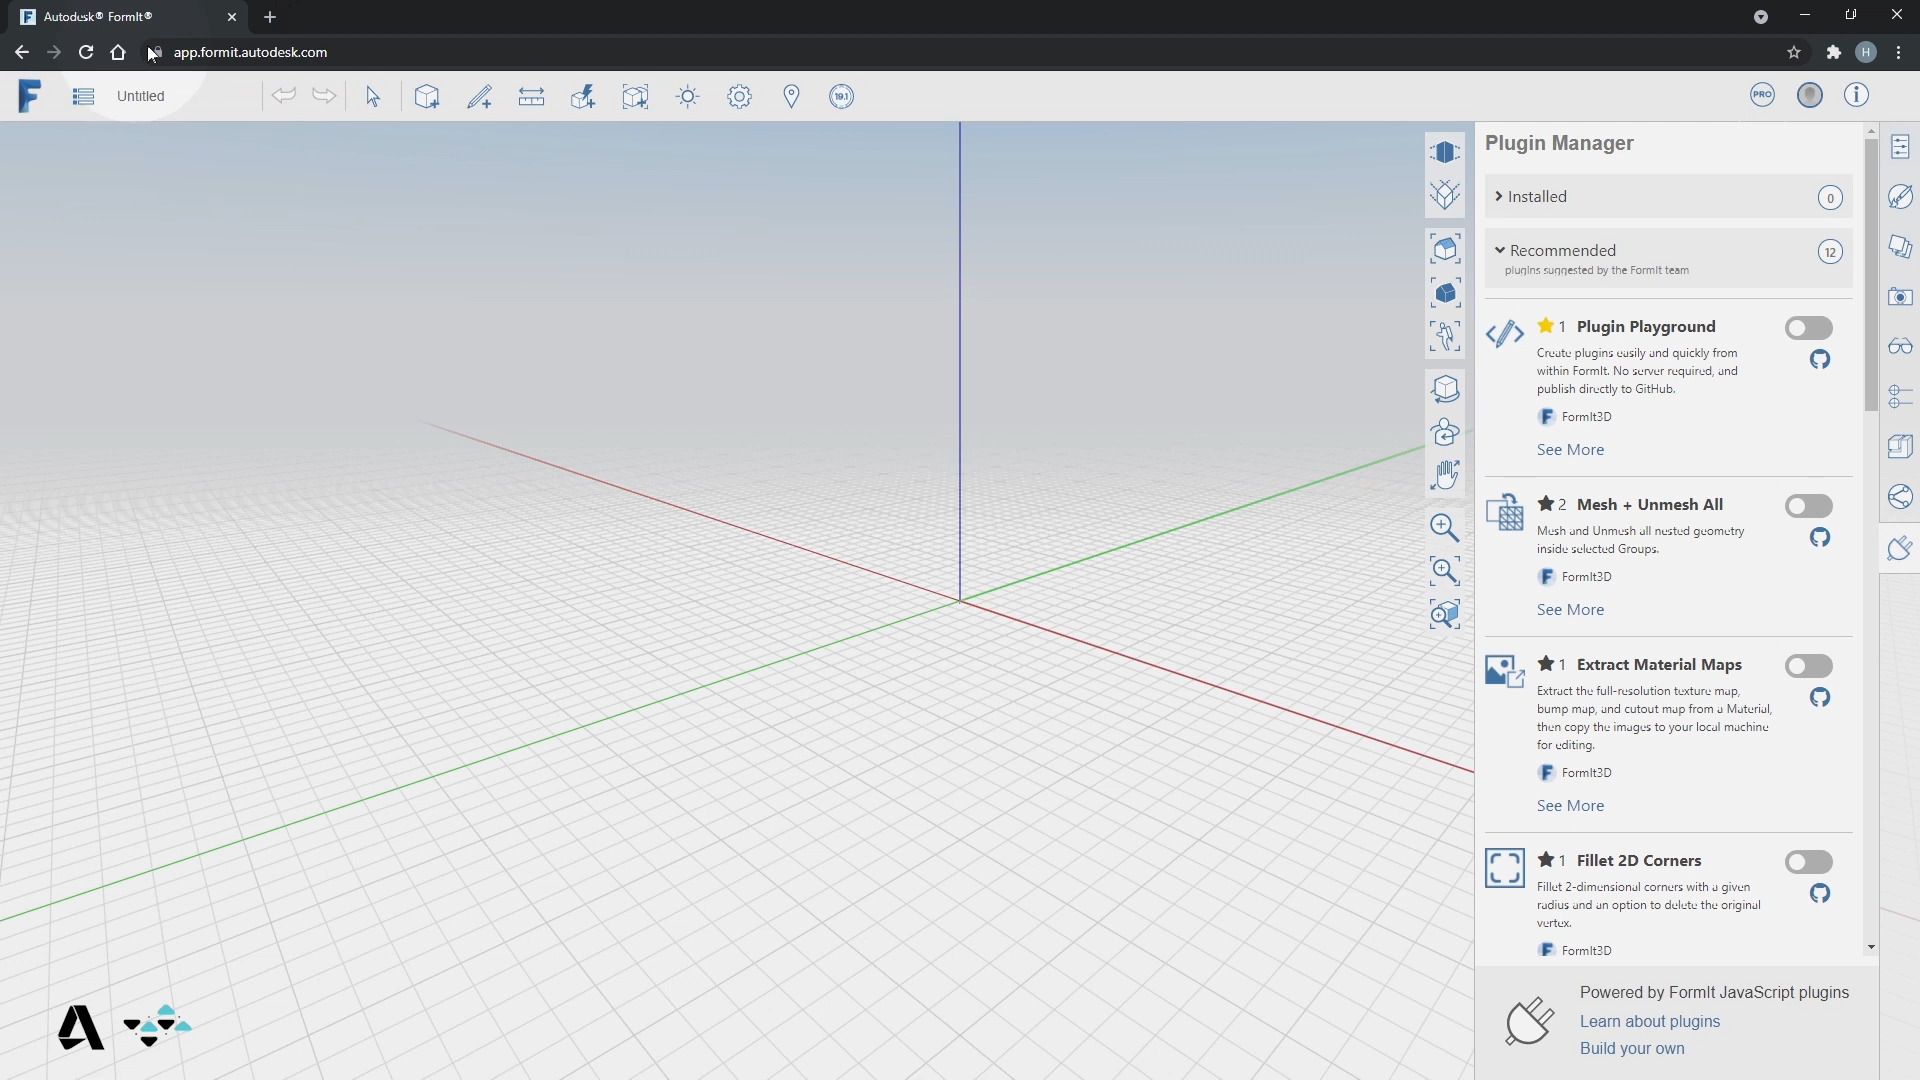 Autodesk® FormIt®
app.formit.autodesk.com
H
Untitled
19.1
PRO
Plugin Manager
Installed
0
Recommended
12
plugins suggested by the FormIt team
1 Plugin Playground
Create plugins easily and quickly from
within FormIt. No server required, and
publish directly to GitHub.
FormIt3D
See More
2 Mesh + Unmesh All
Mesh and Unmesh all nested geometry
inside selected Groups.
FormIt3D
See More
1 Extract Material Maps
Extract the full-resolution texture map,
bump map, and cutout map from a Material,
then copy the images to your local machine
for editing.
FormIt3D
See More
1 Fillet 2D Corners
Fillet 2-dimensional corners with a given
radius and an option to delete the original
vertex.
FormIt3D
Powered by FormIt JavaScript plugins
Learn about plugins
Build your own